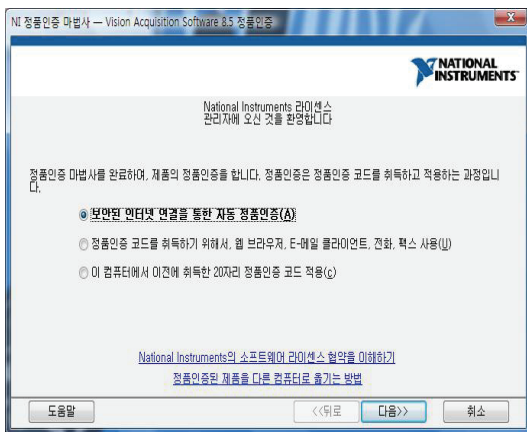 NI 정품인증 마법사 — Vision Acquisition Software 8.5 정품인증
NATIONAL
INSTRUMENTS
National Instruments 라이센스
관리자에 오신 것을 환영합니다
정품인증 마법사를 완료하여, 제품의 정품인증을 합니다. 정품인증은 정품인증 코드를 취득하고 적용하는 과정입니
다.
보안된 인터넷 연결을 통한 자동 정품인증(A)
정품인증 코드를 취득하기 위해서, 웹 브라우저, E-메일 클라이언트, 전화, 팩스 사용(U)
이 컴퓨터에서 이전에 취득한 20자리 정품인증 코드 적용(c)
National Instruments의 소프트웨어 라이센스 협약을 이해하기
정품인증된 제품을 다른 컴퓨터로 옮기는 방법
도움말 <<뒤로 다음>> 취소